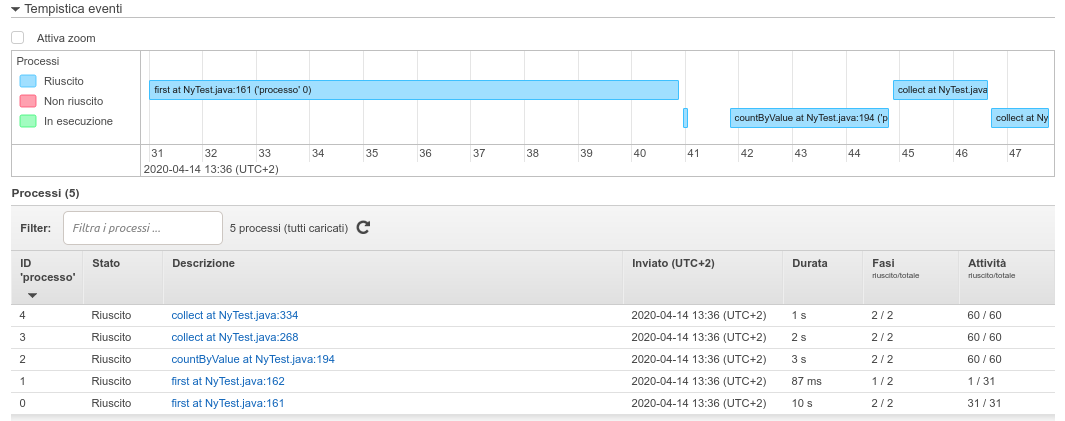 Tempistica eventi
Attiva zoom
Processi
Riuscito
Non riuscito
In esecuzione
first at NyTest.java:161 ('processo' 0)
collect at NyTest.java
countByValue at NyTest.java:194 ('p
collect at Ny
31 32 33 34 35 36 37 38 39 40 41 42 43 44 45 46 47
2020-04-14 13:36 (UTC+2)
Processi (5)
Filter: Filtra i processi ... 5 processi (tutti caricati)
ID 'processo' Stato Descrizione Inviato (UTC+2) Durata Fasi riuscito/totale Attività riuscito/totale
4 Riuscito collect at NyTest.java:334 2020-04-14 13:36 (UTC+2) 1 s 2 / 2 60 / 60
3 Riuscito collect at NyTest.java:268 2020-04-14 13:36 (UTC+2) 2 s 2 / 2 60 / 60
2 Riuscito countByValue at NyTest.java:194 2020-04-14 13:36 (UTC+2) 3 s 2 / 2 60 / 60
1 Riuscito first at NyTest.java:162 2020-04-14 13:36 (UTC+2) 87 ms 1 / 2 1 / 31
0 Riuscito first at NyTest.java:161 2020-04-14 13:36 (UTC+2) 10 s 2 / 2 31 / 31